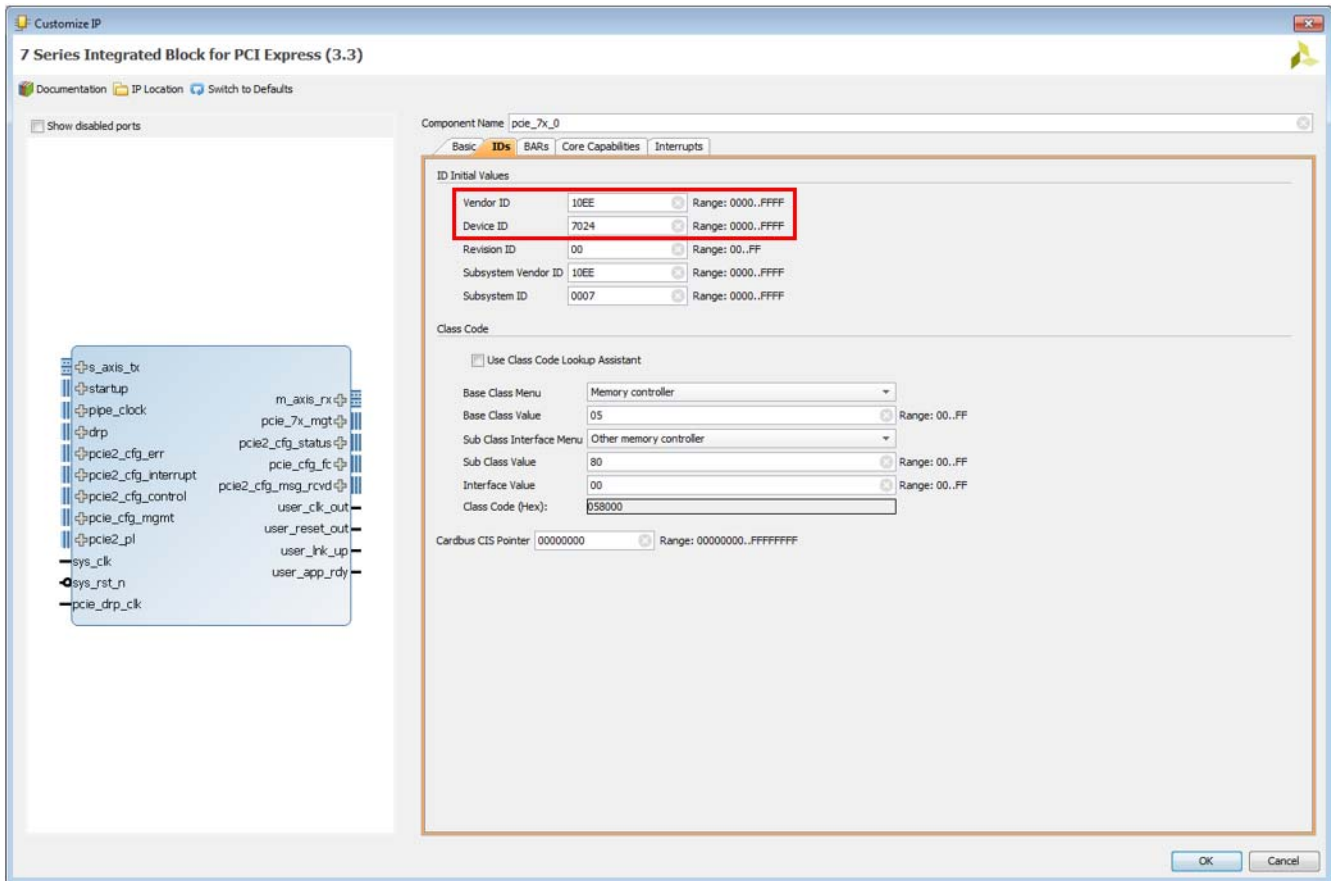 Customize IP
7 Series Integrated Block for PCI Express (3.3)
Documentation IP Location Switch to Defaults
Show disabled ports
s_axis_tx
startup
pipe_clock
drp
pcie2_cfg_err
pcie2_cfg_interrupt
pcie2_cfg_control
pcie_cfg_mgmt
pcie2_pl
sys_clk
sys_rst_n
pcie_drp_clk
m_axis_rx
pcie_7x_mgt
pcie2_cfg_status
pcie_cfg_fc
pcie2_cfg_msg_rcvd
user_clk_out
user_reset_out
user_lnk_up
user_app_rdy
Component Name pcie_7x_0
Basic IDs BARs Core Capabilities Interrupts
ID Initial Values
Vendor ID 10EE Range: 0000..FFFF
Device ID 7024 Range: 0000..FFFF
Revision ID 00 Range: 00..FF
Subsystem Vendor ID 10EE Range: 0000..FFFF
Subsystem ID 0007 Range: 0000..FFFF
Class Code
Use Class Code Lookup Assistant
Base Class Menu Memory controller
Base Class Value 05 Range: 00..FF
Sub Class Interface Menu Other memory controller
Sub Class Value 80 Range: 00..FF
Interface Value 00 Range: 00..FF
Class Code (Hex): 058000
Cardbus CIS Pointer 00000000 Range: 00000000..FFFFFFFF
OK Cancel